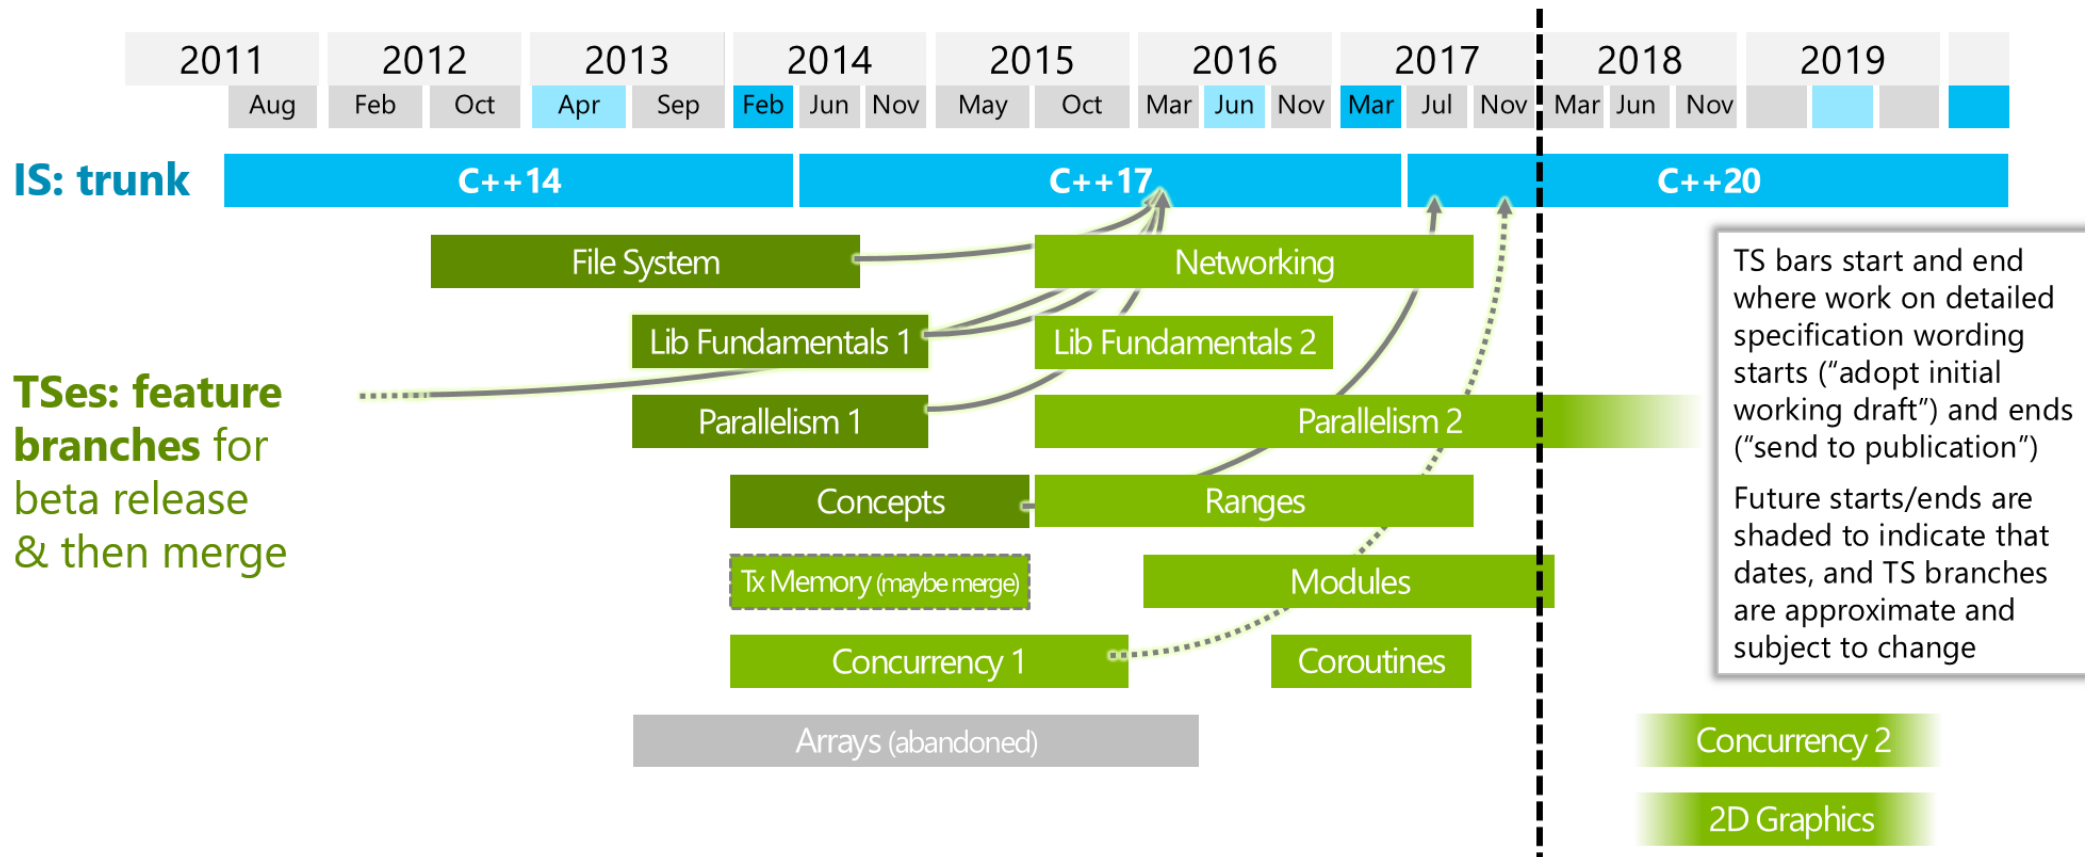 2011 2012 2013 2014 2015 2016 2017 2018 2019
Aug Feb Oct Apr Sep Feb Jun Nov May Oct Mar Jun Nov Mar Jul Nov Mar Jun Nov
IS: trunk
C++14 C++17 C++20
File System Networking
Lib Fundamentals 1 Lib Fundamentals 2
Parallelism 1 Parallelism 2
Concepts Ranges
Tx Memory (maybe merge) Modules
Concurrency 1 Coroutines
Arrays (abandoned)
Concurrency 2
2D Graphics
TSes: feature
branches for
beta release
& then merge
TS bars start and end
where work on detailed
specification wording
starts (“adopt initial
working draft”) and ends
(“send to publication”)
Future starts/ends are
shaded to indicate that
dates, and TS branches
are approximate and
subject to change